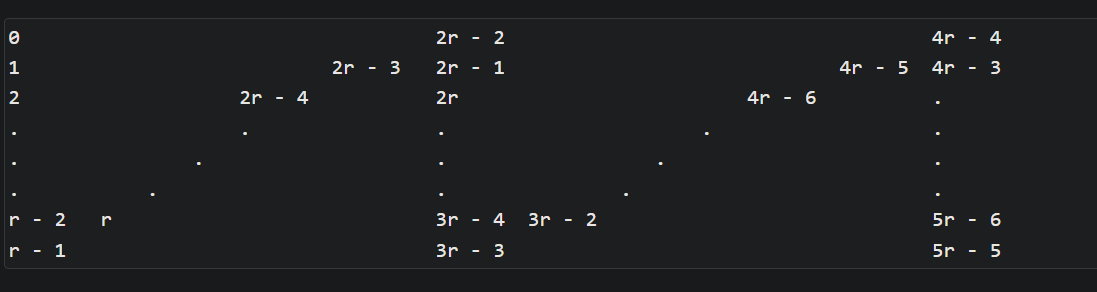 0                                   2r - 2                                    4r - 4
1                          2r - 3   2r - 1                            4r - 5  4r - 3
2                  2r - 4           2r                        4r - 6          .
.                  .                .                     .                   .
.              .                    .                 .                       .
.          .                        .              .                          .
r - 2   r                           3r - 4  3r - 2                            5r - 6
r - 1                               3r - 3                                    5r - 5